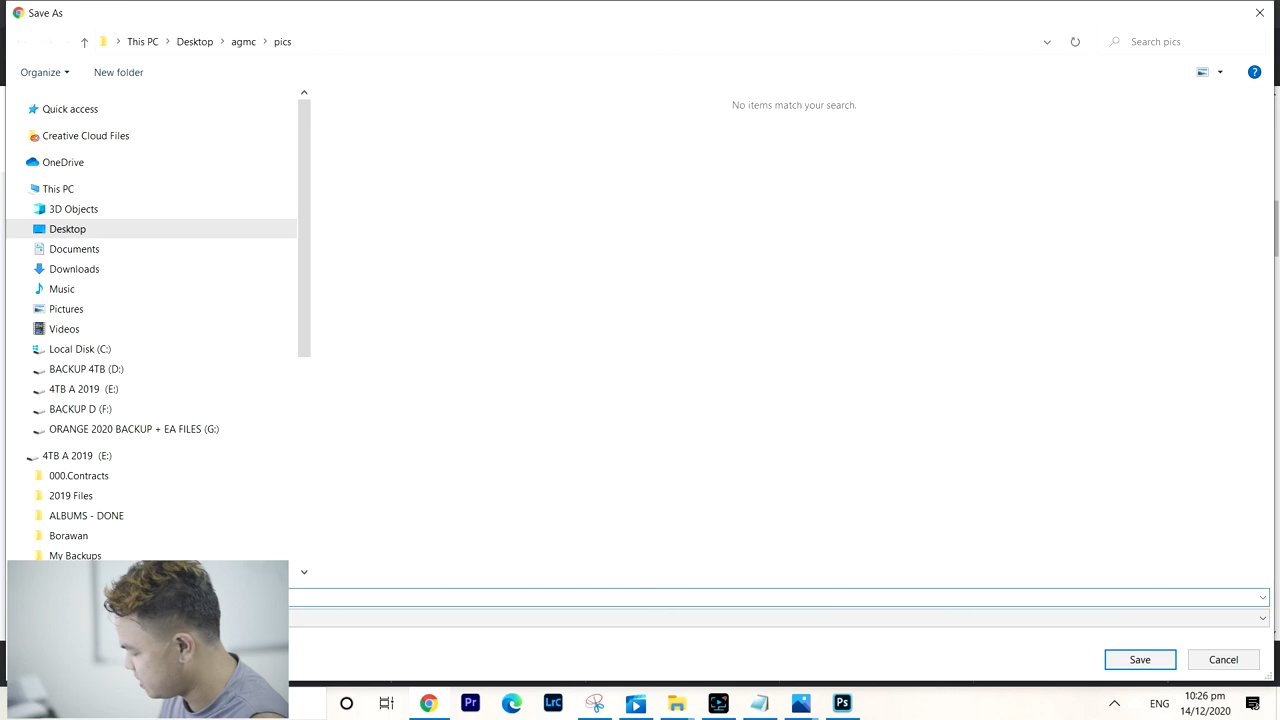 Save As
This PC > Desktop > agmc > pics
Search pics
Organize
New folder
?
Quick access
Creative Cloud Files
OneDrive
This PC
3D Objects
Desktop
Documents
Downloads
Music
Pictures
Videos
Local Disk (C:)
BACKUP 4TB (D:)
4TB A 2019 (E:)
BACKUP D (F:)
ORANGE 2020 BACKUP + EA FILES (G:)
4TB A 2019 (E:)
000.Contracts
2019 Files
ALBUMS - DONE
Borawan
My Backups
No items match your search.
Save
Cancel
Pr
LrC
Ps
ENG
10:26 pm
14/12/2020